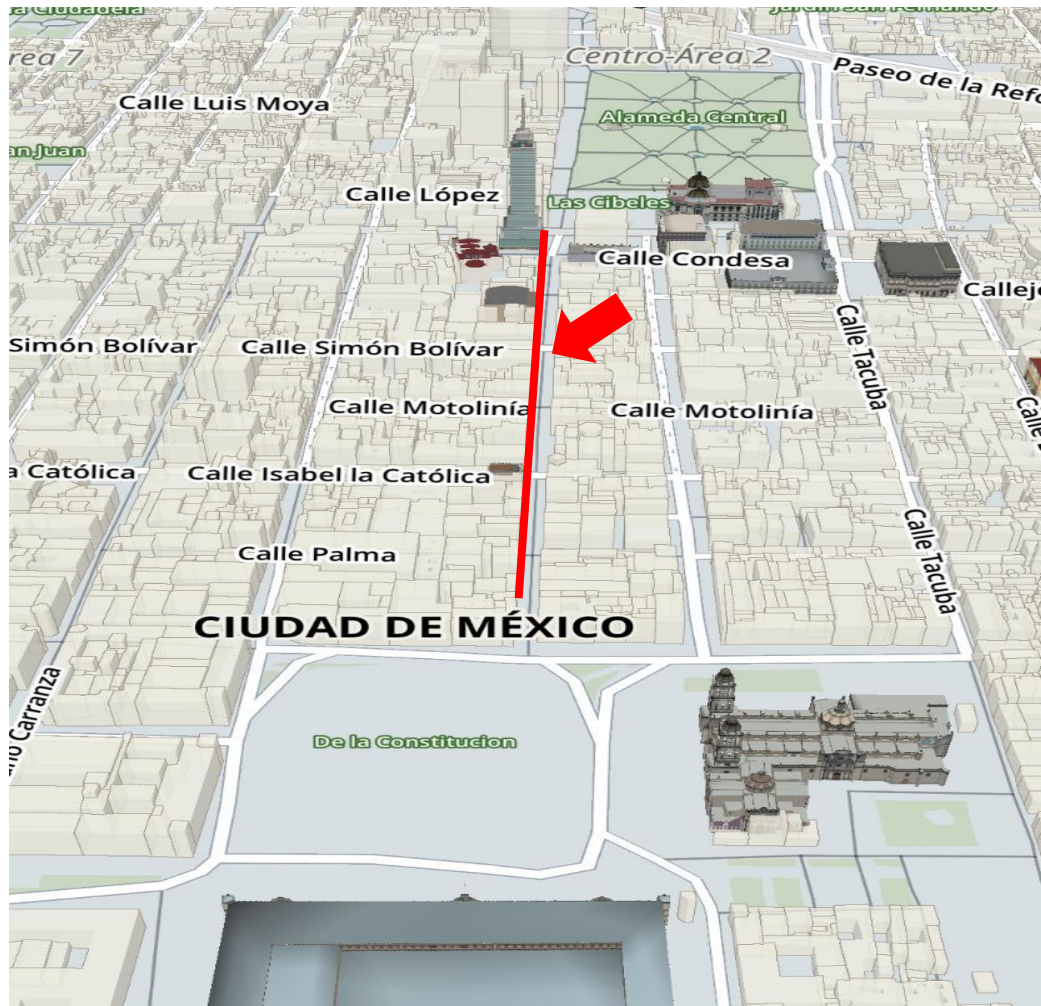 Centro-Área 2
Paseo de la Refo
Calle Luis Moya
Alameda Central
Calle López
Las Cibeles
Calle Condesa
Calle Tacuba
Simón Bolívar
Calle Simón Bolívar
Calle Motolinía
Calle Motolinía
a Católica
Calle Isabel la Católica
Calle Palma
Calle Tacuba
CIUDAD DE MÉXICO
Carranza
De la Constitucion